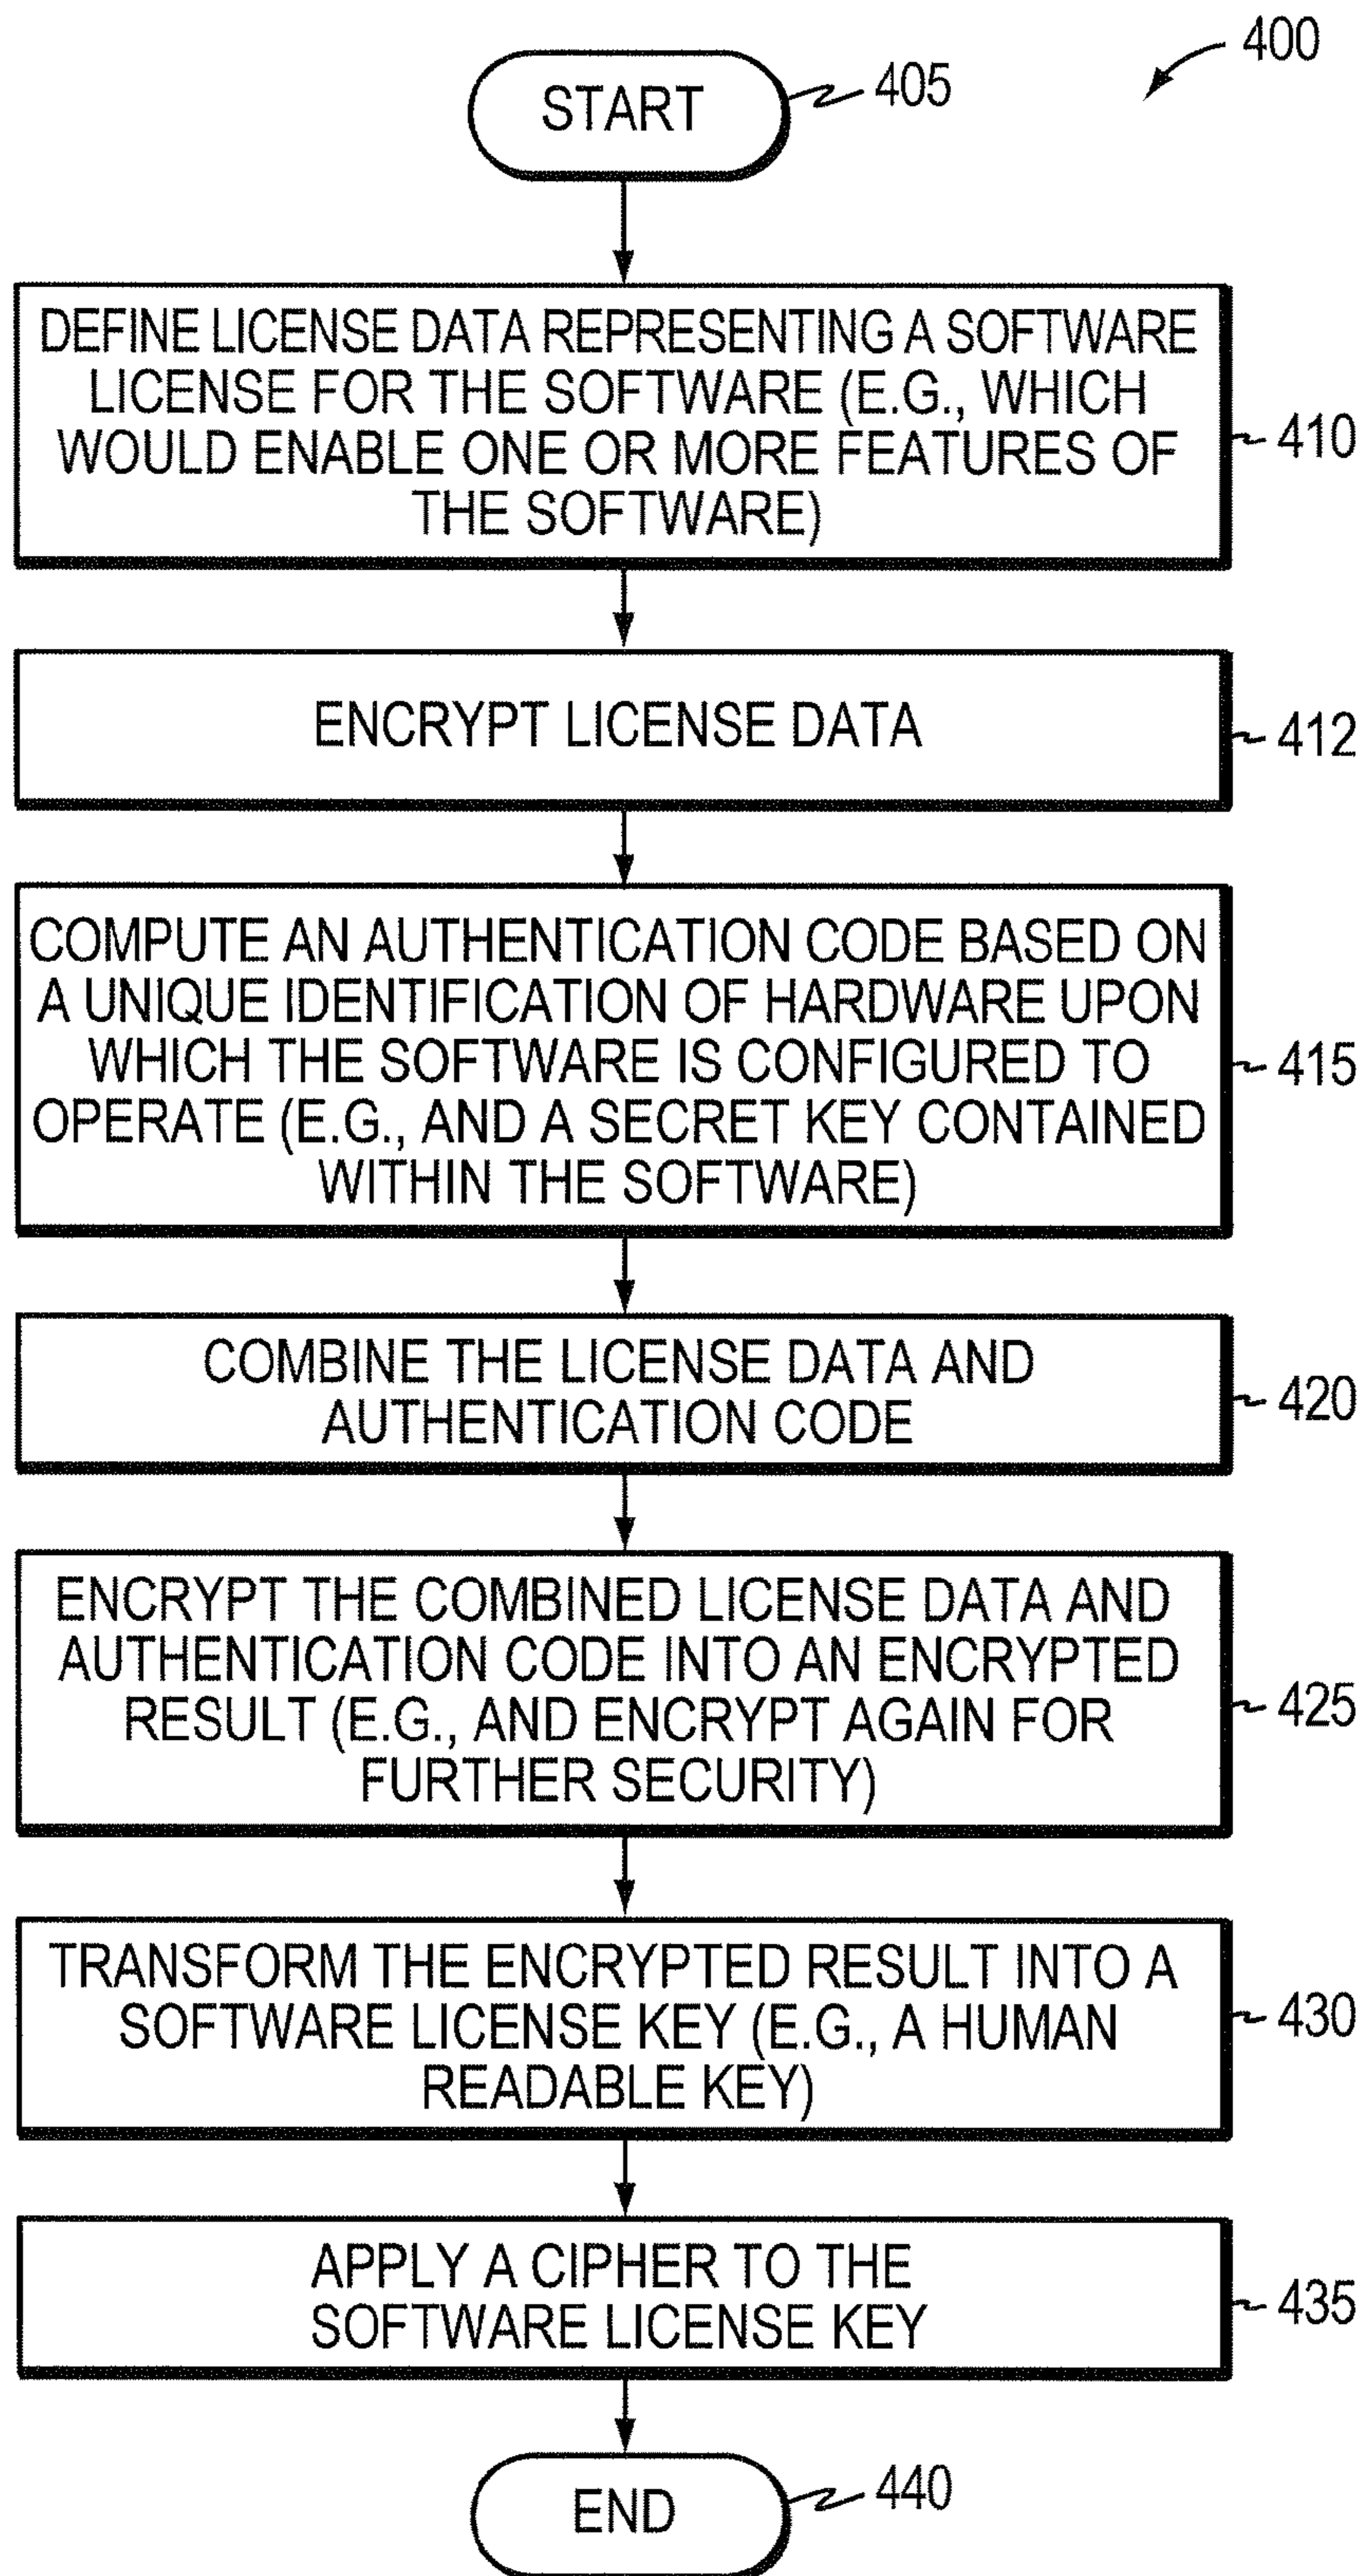 400
START
405
DEFINE LICENSE DATA REPRESENTING A SOFTWARE
LICENSE FOR THE SOFTWARE (E.G., WHICH
WOULD ENABLE ONE OR MORE FEATURES OF
THE SOFTWARE)
410
ENCRYPT LICENSE DATA
412
COMPUTE AN AUTHENTICATION CODE BASED ON
A UNIQUE IDENTIFICATION OF HARDWARE UPON
WHICH THE SOFTWARE IS CONFIGURED TO
OPERATE (E.G., AND A SECRET KEY CONTAINED
WITHIN THE SOFTWARE)
415
COMBINE THE LICENSE DATA AND
AUTHENTICATION CODE
420
ENCRYPT THE COMBINED LICENSE DATA AND
AUTHENTICATION CODE INTO AN ENCRYPTED
RESULT (E.G., AND ENCRYPT AGAIN FOR
FURTHER SECURITY)
425
TRANSFORM THE ENCRYPTED RESULT INTO A
SOFTWARE LICENSE KEY (E.G., A HUMAN
READABLE KEY)
430
APPLY A CIPHER TO THE
SOFTWARE LICENSE KEY
435
END
440